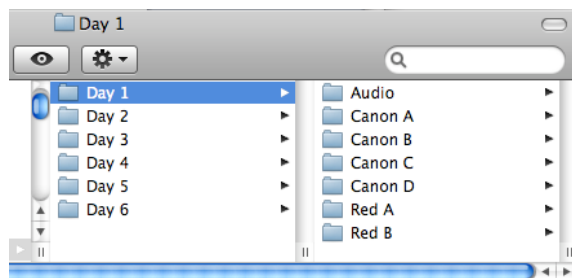 Day 1
Day 1
Day 2
Day 3
Day 4
Day 5
Day 6
Audio
Canon A
Canon B
Canon C
Canon D
Red A
Red B